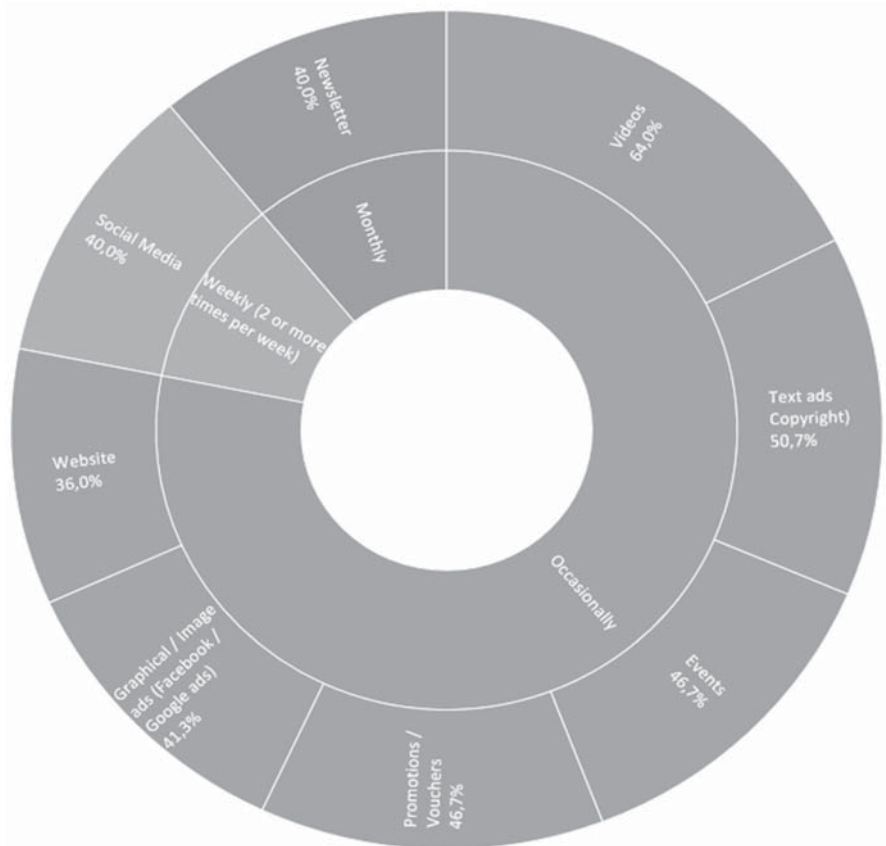 Newsletter
40,0%
Videos
64,0%
Monthly
Social Media
40,0%
Weekly (2 or more
times per week)
Text ads
Copyright)
50,7%
Website
36,0%
Occasionally
Graphical / Image
ads (Facebook /
Google ads)
41,3%
Events
46,7%
Promotions /
Vouchers
46,7%